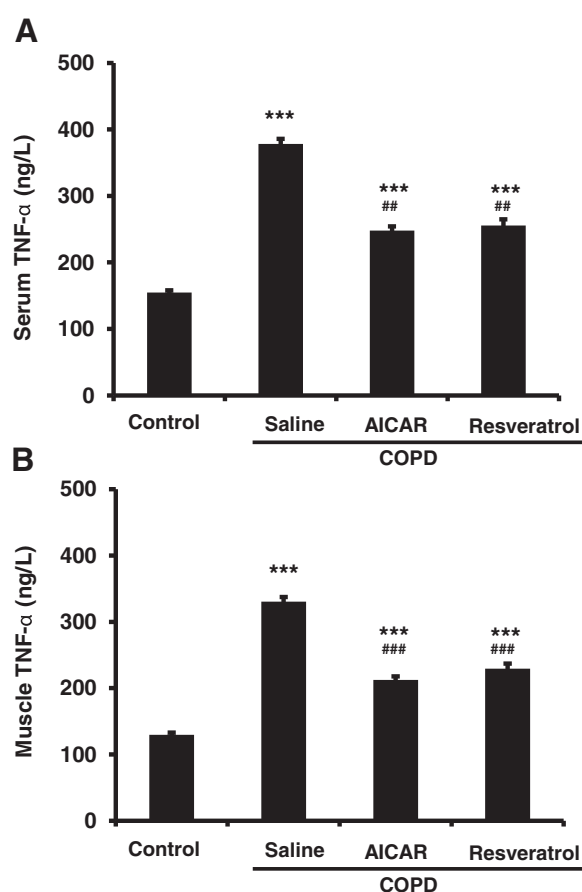 A
500
400
300
200
100
0
Serum TNF-α (ng/L)
***
***
##
***
##
Control Saline AICAR Resveratrol
COPD
B
500
400
300
200
100
0
Muscle TNF-α (ng/L)
***
***
###
***
###
Control Saline AICAR Resveratrol
COPD